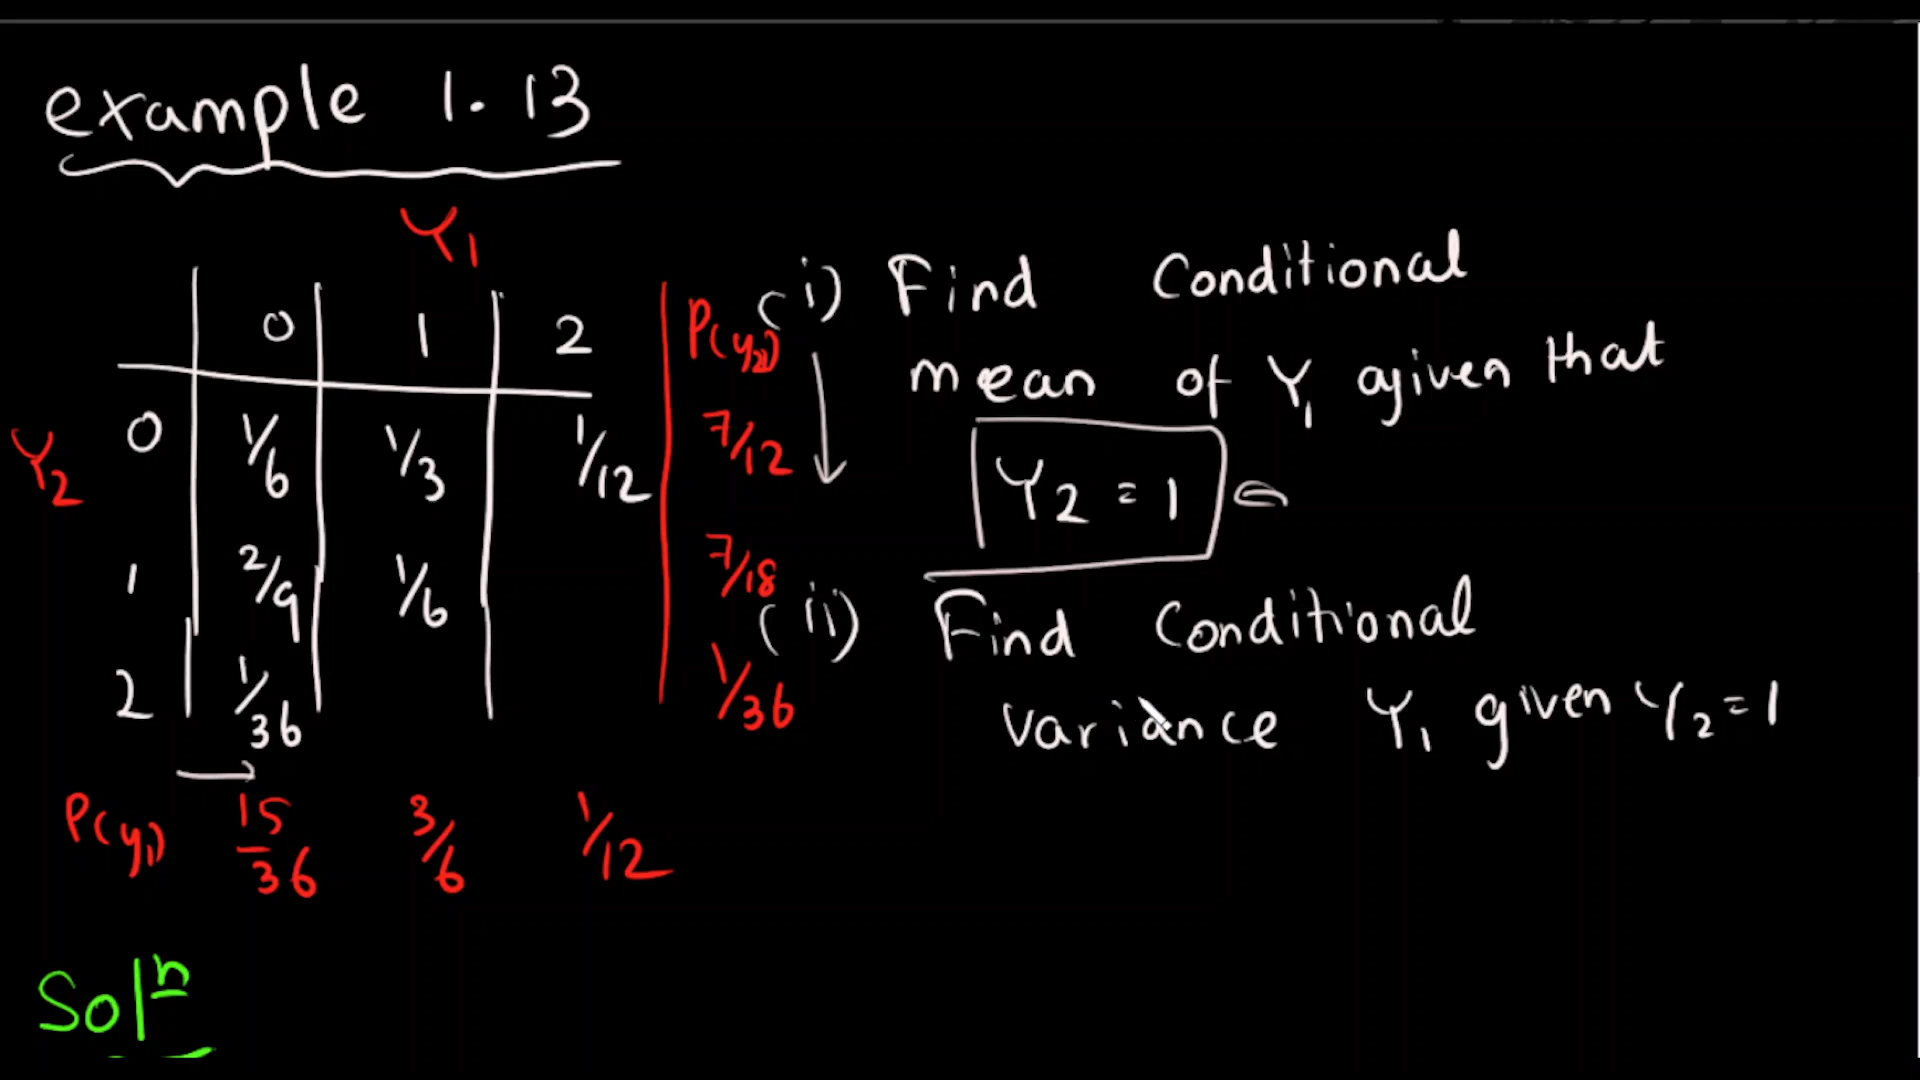 example 1.13
Y1
0 1 2 P(y2)
Y2 0 1/6 1/3 1/12 7/12
1 2/9 1/6 7/18
2 1/36 1/36
P(y1) 15/36 3/6 1/12
(i) Find Conditional
mean of Y1 given that
Y2 = 1
(ii) Find Conditional
variance Y1 given Y2 = 1
Soln